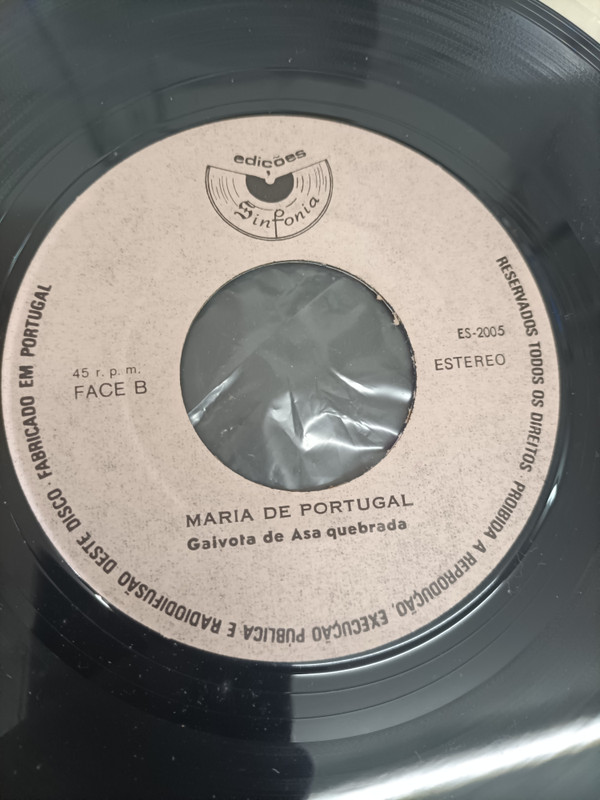 edições
Sinfonia
45 r. p. m.
FACE B
ES-2005
ESTEREO
MARIA DE PORTUGAL
Gaivota de Asa quebrada
RESERVADOS TODOS OS DIREITOS · PROIBIDA A REPRODUÇÃO, EXECUÇÃO PÚBLICA E RADIODIFUSÃO DESTE DISCO · FABRICADO EM PORTUGAL